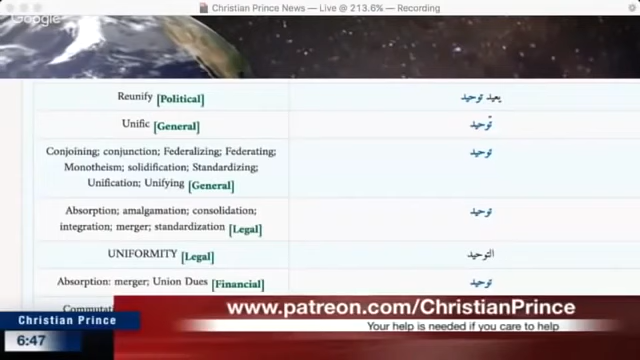 Christian Prince News — Live @ 213.6% — Recording
Google
Reunify [Political] يعيد توحيد
Unific [General] تّوحيد
Conjoining; conjunction; Federalizing; Federating; توحيد
Monotheism; solidification; Standardizing;
Unification; Unifying [General]
Absorption; amalgamation; consolidation; توحيد
integration; merger; standardization [Legal]
UNIFORMITY [Legal] التوحيد
Absorption: merger; Union Dues [Financial] توحيد
www.patreon.com/ChristianPrince
Christian Prince
Your help is needed if you care to help
6:47